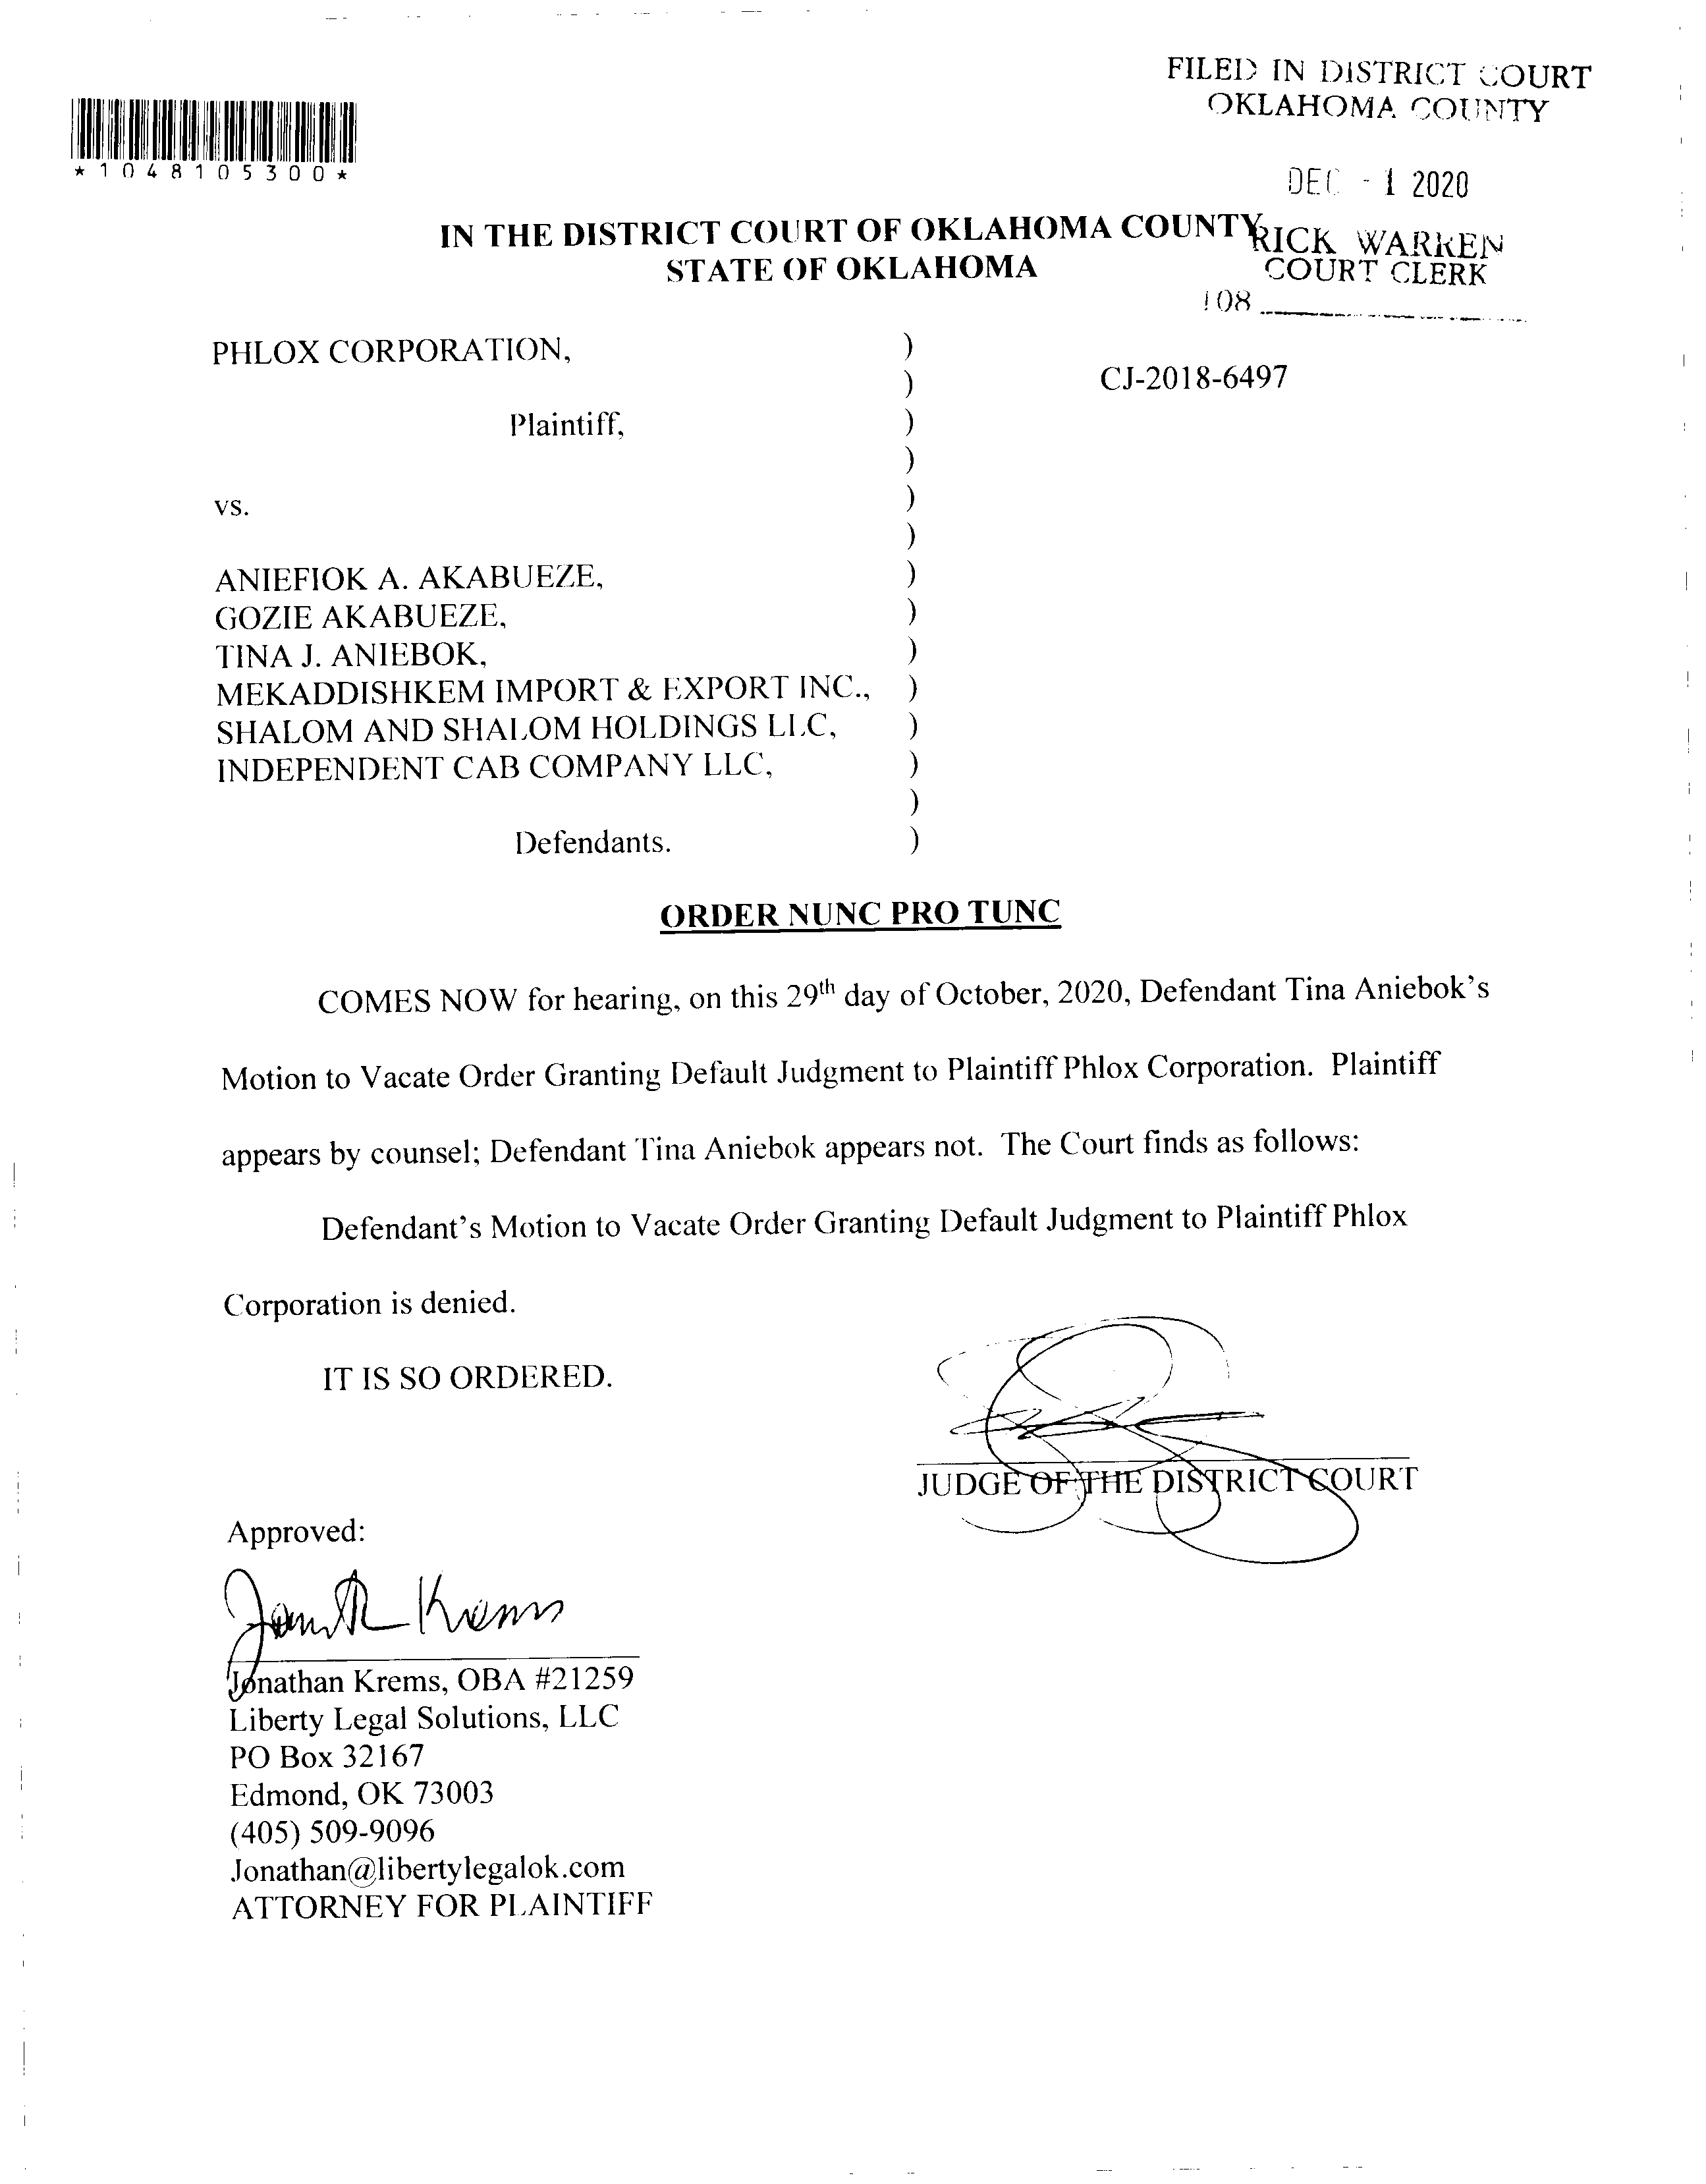 FILED IN DISTRICT COURT
OKLAHOMA COUNTY
*1048105300*
DEC - 1 2020
IN THE DISTRICT COURT OF OKLAHOMA COUNTY
STATE OF OKLAHOMA
RICK WARREN
COURT CLERK
108
PHLOX CORPORATION, )
) CJ-2018-6497
Plaintiff, )
)
vs. )
)
ANIEFIOK A. AKABUEZE, )
GOZIE AKABUEZE, )
TINA J. ANIEBOK, )
MEKADDISHKEM IMPORT & EXPORT INC., )
SHALOM AND SHALOM HOLDINGS LLC, )
INDEPENDENT CAB COMPANY LLC, )
)
Defendants. )
ORDER NUNC PRO TUNC
COMES NOW for hearing, on this 29th day of October, 2020, Defendant Tina Aniebok's
Motion to Vacate Order Granting Default Judgment to Plaintiff Phlox Corporation. Plaintiff
appears by counsel; Defendant Tina Aniebok appears not. The Court finds as follows:
Defendant's Motion to Vacate Order Granting Default Judgment to Plaintiff Phlox
Corporation is denied.
IT IS SO ORDERED.
JUDGE OF THE DISTRICT COURT
Approved:
Jonathan Krems, OBA #21259
Liberty Legal Solutions, LLC
PO Box 32167
Edmond, OK 73003
(405) 509-9096
Jonathan@libertylegalok.com
ATTORNEY FOR PLAINTIFF